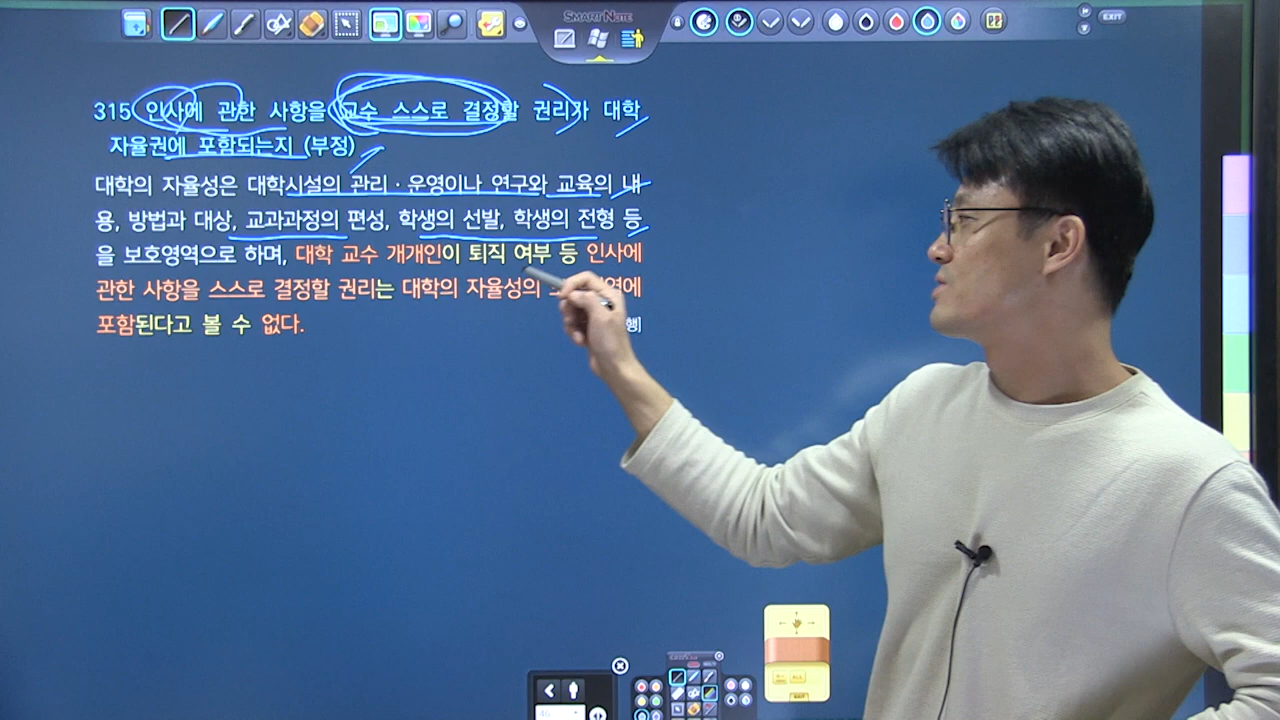 SMARTNOTE
EXIT
315 인사에 관한 사항을 교수 스스로 결정할 권리가 대학
자율권에 포함되는지 (부정)
대학의 자율성은 대학시설의 관리 · 운영이나 연구와 교육의 내
용, 방법과 대상, 교과과정의 편성, 학생의 선발, 학생의 전형 등
을 보호영역으로 하며, 대학 교수 개개인이 퇴직 여부 등 인사에
관한 사항을 스스로 결정할 권리는 대학의 자율성의 에
포함된다고 볼 수 없다.
행]
ALL
EXIT